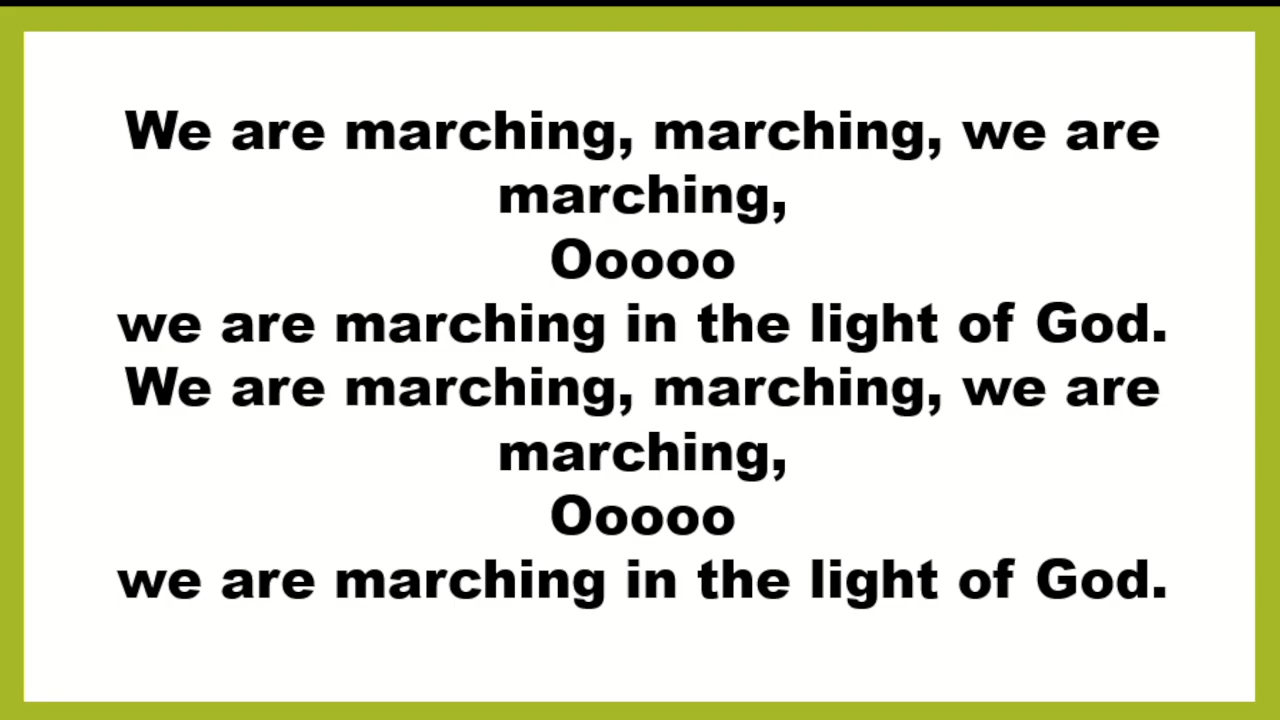 We are marching, marching, we are
marching,
Ooooo
we are marching in the light of God.
We are marching, marching, we are
marching,
Ooooo
we are marching in the light of God.